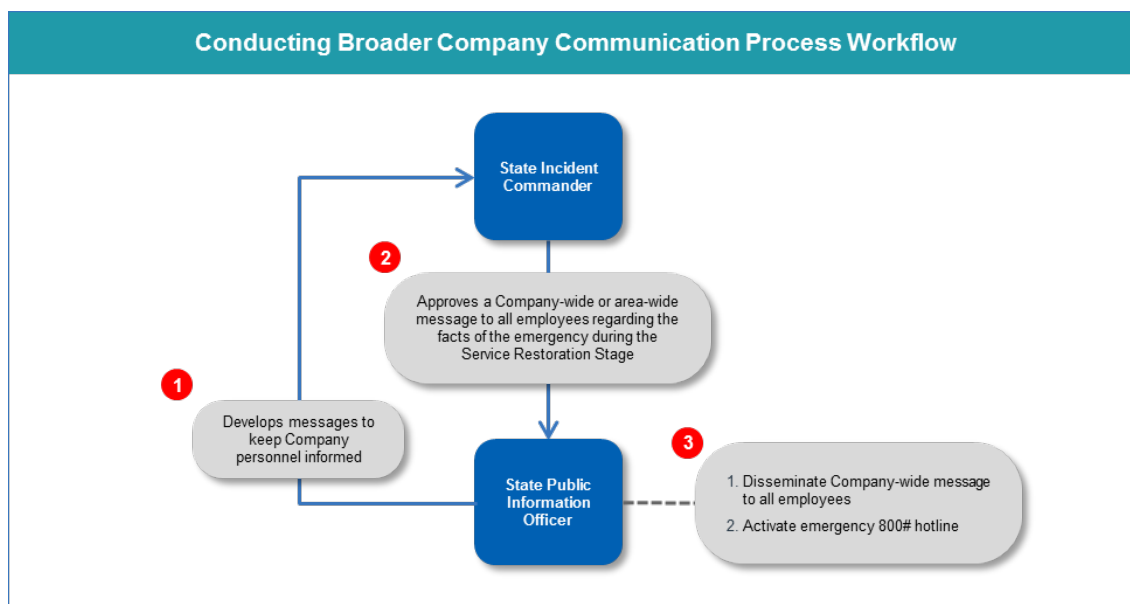 Conducting Broader Company Communication Process Workflow
State Incident
Commander
2
Approves a Company-wide or area-wide
message to all employees regarding the
facts of the emergency during the
Service Restoration Stage
1
Develops messages to
keep Company
personnel informed
State Public
Information
Officer
3
1. Disseminate Company-wide message
to all employees
2. Activate emergency 800# hotline